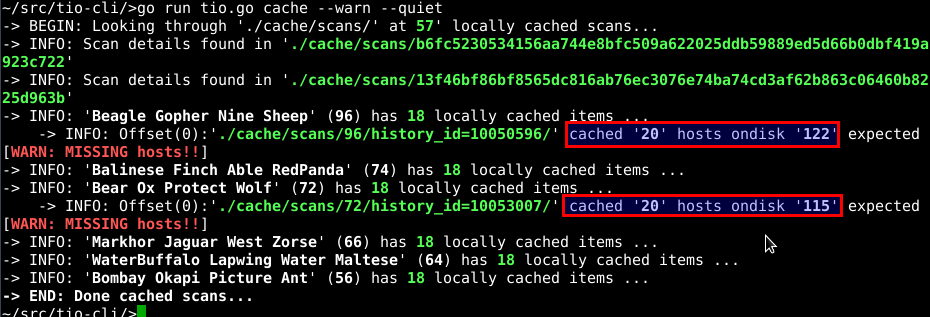 ~/src/tio-cli/>go run tio.go cache --warn --quiet
-> BEGIN: Looking through './cache/scans/' at 57' locally cached scans...
-> INFO: Scan details found in './cache/scans/b6fc5230534156aa744e8bfc509a622025ddb59889ed5d66b0dbf419a
923c722'
-> INFO: Scan details found in './cache/scans/13f46bf86bf8565dc816ab76ec3076e74ba74cd3af62b863c06460b82
25d963b'
-> INFO: 'Beagle Gopher Nine Sheep' (96) has 18 locally cached items ...
    -> INFO: Offset(0):'./cache/scans/96/history_id=10050596/' cached '20' hosts ondisk '122' expected
[WARN: MISSING hosts!!]
-> INFO: 'Balinese Finch Able RedPanda' (74) has 18 locally cached items ...
-> INFO: 'Bear Ox Protect Wolf' (72) has 18 locally cached items ...
    -> INFO: Offset(0):'./cache/scans/72/history_id=10053007/' cached '20' hosts ondisk '115' expected
[WARN: MISSING hosts!!]
-> INFO: 'Markhor Jaguar West Zorse' (66) has 18 locally cached items ...
-> INFO: 'WaterBuffalo Lapwing Water Maltese' (64) has 18 locally cached items ...
-> INFO: 'Bombay Okapi Picture Ant' (56) has 18 locally cached items ...
-> END: Done cached scans...
~/src/tio-cli/>